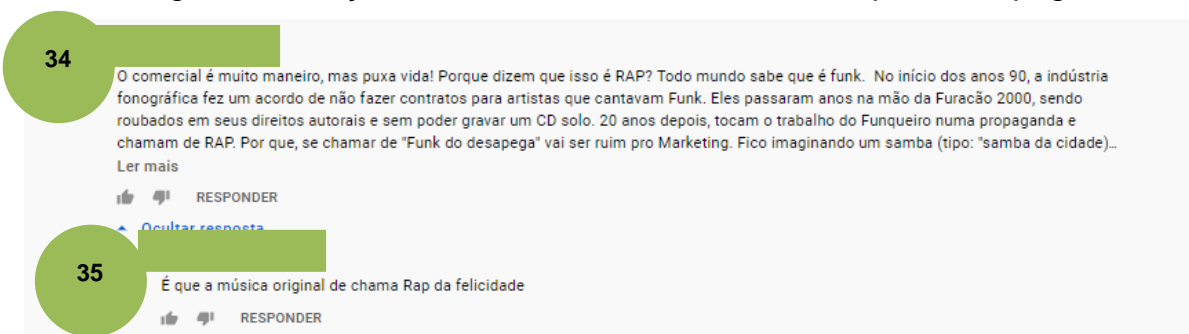 34
O comercial é muito maneiro, mas puxa vida! Porque dizem que isso é RAP? Todo mundo sabe que é funk. No início dos anos 90, a indústria
fonográfica fez um acordo de não fazer contratos para artistas que cantavam Funk. Eles passaram anos na mão da Furacão 2000, sendo
roubados em seus direitos autorais e sem poder gravar um CD solo. 20 anos depois, tocam o trabalho do Funqueiro numa propaganda e
chamam de RAP. Por que, se chamar de "Funk do desapega" vai ser ruim pro Marketing. Fico imaginando um samba (tipo: "samba da cidade)...
Ler mais
RESPONDER
Ocultar resposta
35
É que a música original de chama Rap da felicidade
RESPONDER